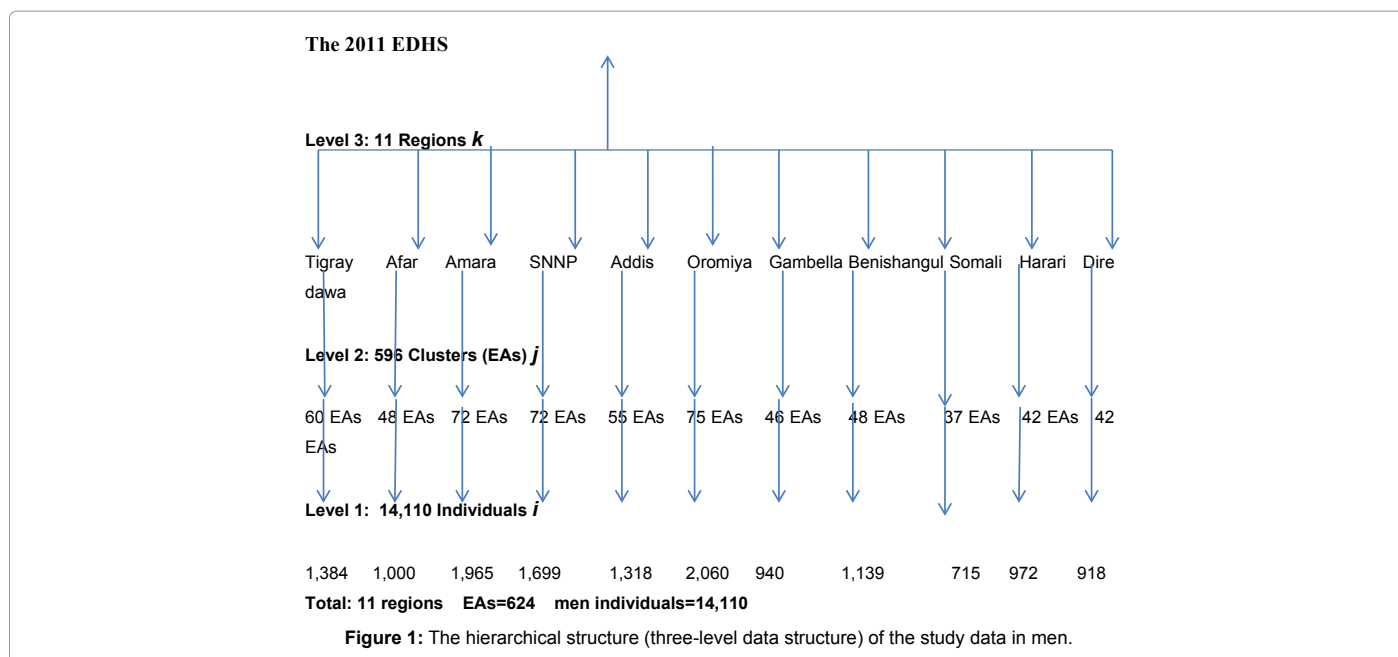 The 2011 EDHS
Level 3: 11 Regions k
Tigray Afar Amara SNNP Addis Oromiya Gambella Benishangul Somali Harari Dire
dawa
Level 2: 596 Clusters (EAs) j
60 EAs 48 EAs 72 EAs 72 EAs 55 EAs 75 EAs 46 EAs 48 EAs 37 EAs 42 EAs 42
EAs
Level 1: 14,110 Individuals i
1,384 1,000 1,965 1,699 1,318 2,060 940 1,139 715 972 918
Total: 11 regions EAs=624 men individuals=14,110
Figure 1: The hierarchical structure (three-level data structure) of the study data in men.